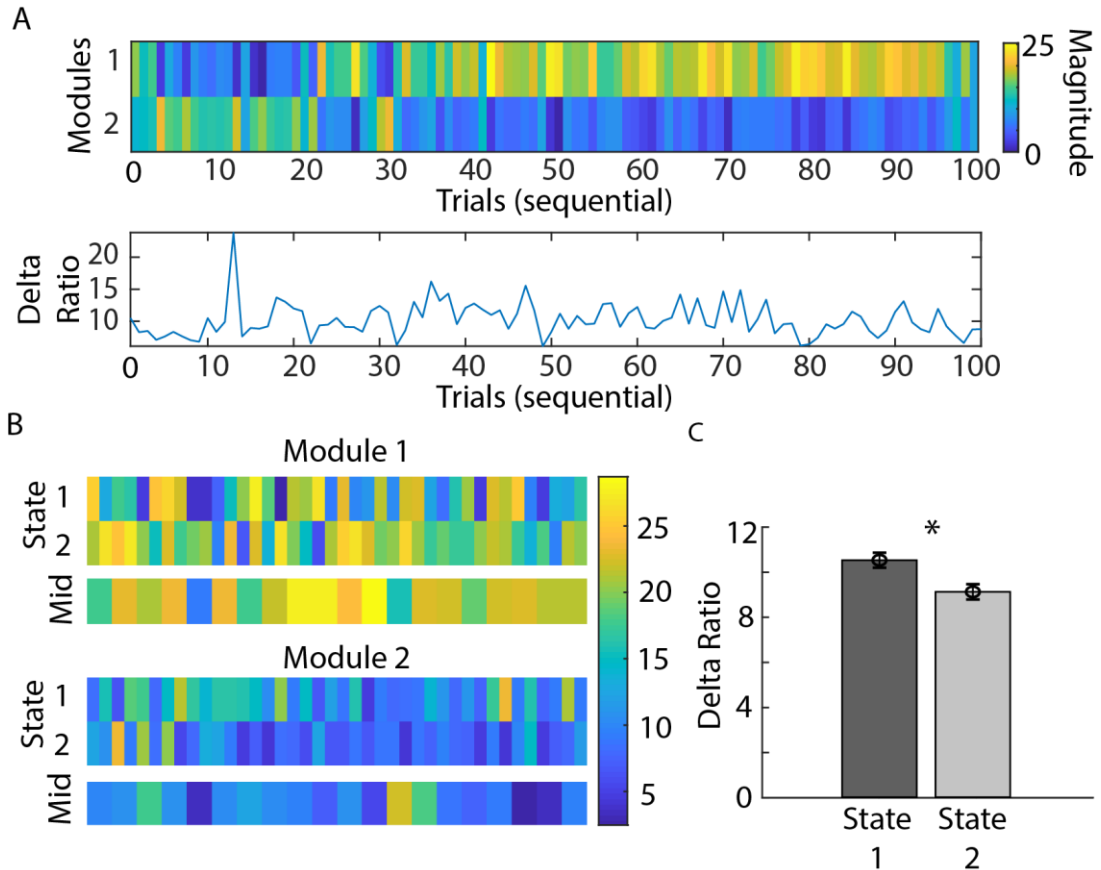 A
Modules
1
2
0 10 20 30 40 50 60 70 80 90 100
Trials (sequential)
25
0
Magnitude
Delta
Ratio
20
15
10
0 10 20 30 40 50 60 70 80 90 100
Trials (sequential)
B
Module 1
State
1
2
Mid
Module 2
State
1
2
Mid
25
20
15
10
5
C
Delta Ratio
12
8
4
0
*
State State
1 2